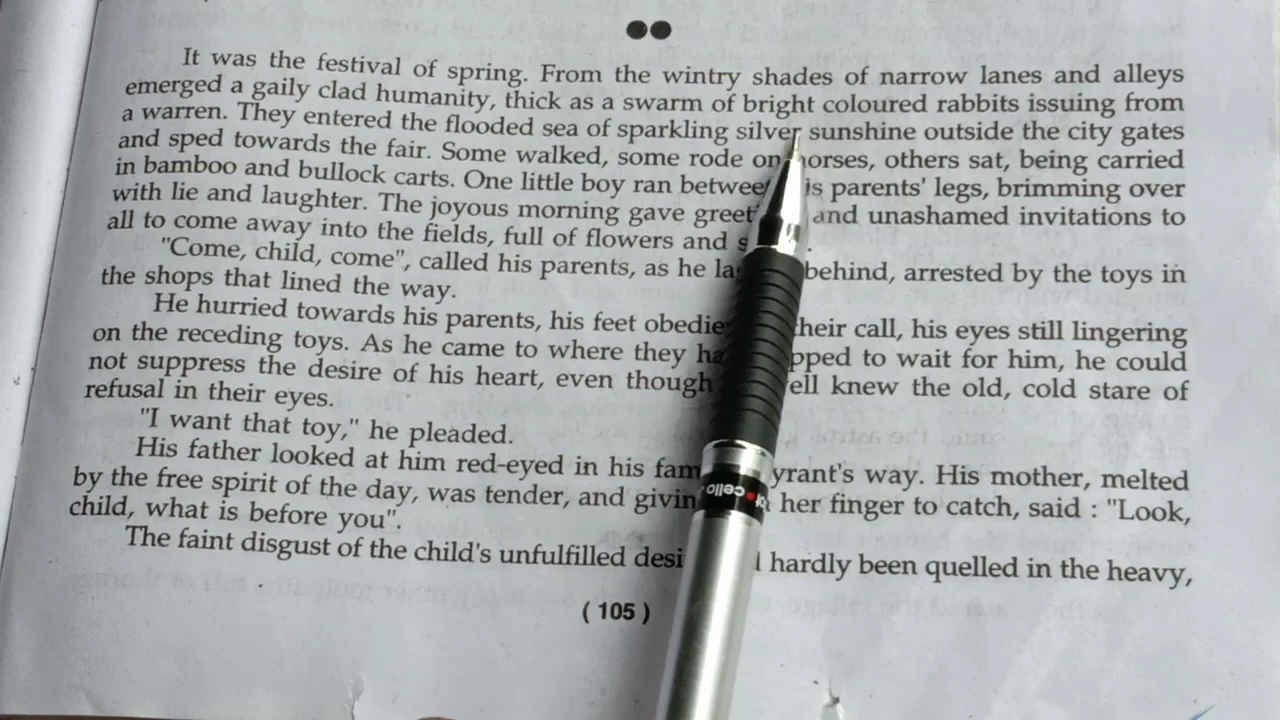 It was the festival of spring. From the wintry shades of narrow lanes and alleys
emerged a gaily clad humanity, thick as a swarm of bright coloured rabbits issuing from
a warren. They entered the flooded sea of sparkling silver sunshine outside the city gates
and sped towards the fair. Some walked, some rode on horses, others sat, being carried
in bamboo and bullock carts. One little boy ran between his parents' legs, brimming over
with lie and laughter. The joyous morning gave and unashamed invitations to
all to come away into the fields, full of flowers and
"Come, child, come", called his parents, as he behind, arrested by the toys in
the shops that lined the way.
He hurried towards his parents, his feet their call, his eyes still lingering
on the receding toys. As he came to where they to wait for him, he could
not suppress the desire of his heart, even though knew the old, cold stare of
refusal in their eyes.
"I want that toy," he pleaded.
His father looked at him red-eyed in his tyrant's way. His mother, melted
by the free spirit of the day, was tender, and giving her finger to catch, said : "Look,
child, what is before you".
The faint disgust of the child's unfulfilled hardly been quelled in the heavy,
( 105 )
cello